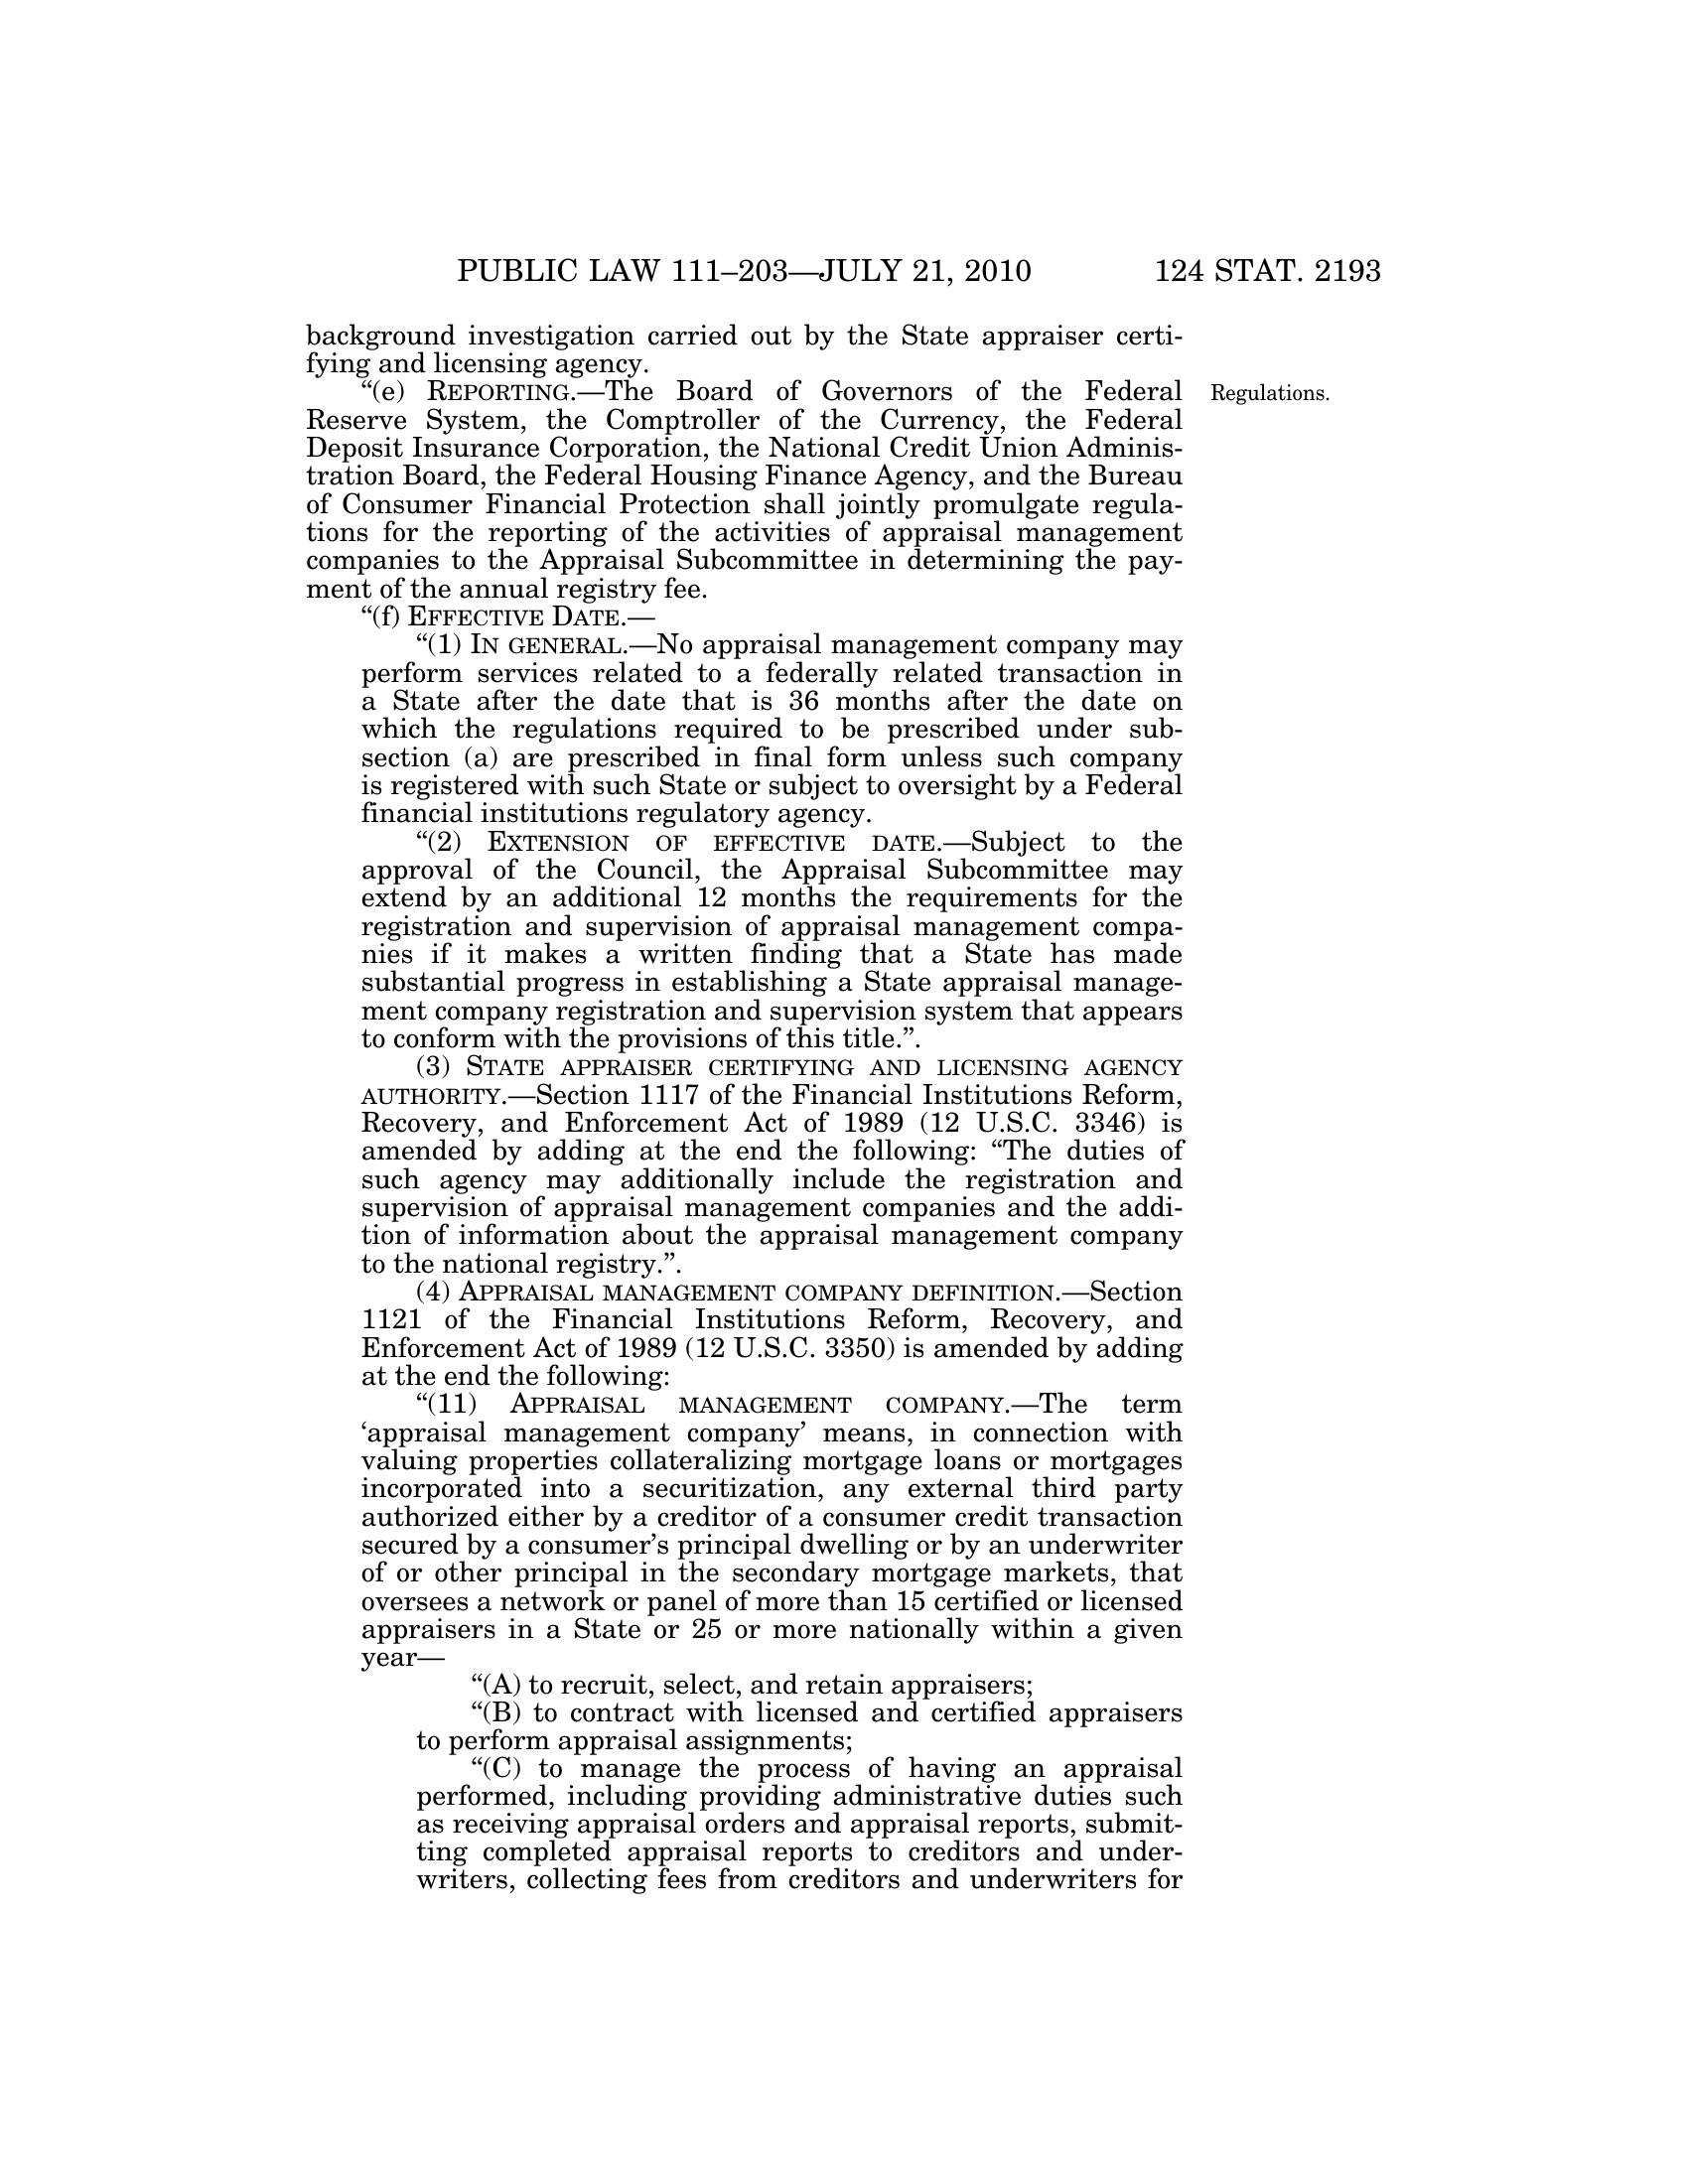 PUBLIC LAW 111–203—JULY 21, 2010 124 STAT. 2193
background investigation carried out by the State appraiser certi-
fying and licensing agency.
“(e) REPORTING.—The Board of Governors of the Federal Regulations.
Reserve System, the Comptroller of the Currency, the Federal
Deposit Insurance Corporation, the National Credit Union Adminis-
tration Board, the Federal Housing Finance Agency, and the Bureau
of Consumer Financial Protection shall jointly promulgate regula-
tions for the reporting of the activities of appraisal management
companies to the Appraisal Subcommittee in determining the pay-
ment of the annual registry fee.
“(f) EFFECTIVE DATE.—
“(1) IN GENERAL.—No appraisal management company may
perform services related to a federally related transaction in
a State after the date that is 36 months after the date on
which the regulations required to be prescribed under sub-
section (a) are prescribed in final form unless such company
is registered with such State or subject to oversight by a Federal
financial institutions regulatory agency.
“(2) EXTENSION OF EFFECTIVE DATE.—Subject to the
approval of the Council, the Appraisal Subcommittee may
extend by an additional 12 months the requirements for the
registration and supervision of appraisal management compa-
nies if it makes a written finding that a State has made
substantial progress in establishing a State appraisal manage-
ment company registration and supervision system that appears
to conform with the provisions of this title.”.
(3) STATE APPRAISER CERTIFYING AND LICENSING AGENCY
AUTHORITY.—Section 1117 of the Financial Institutions Reform,
Recovery, and Enforcement Act of 1989 (12 U.S.C. 3346) is
amended by adding at the end the following: “The duties of
such agency may additionally include the registration and
supervision of appraisal management companies and the addi-
tion of information about the appraisal management company
to the national registry.”.
(4) APPRAISAL MANAGEMENT COMPANY DEFINITION.—Section
1121 of the Financial Institutions Reform, Recovery, and
Enforcement Act of 1989 (12 U.S.C. 3350) is amended by adding
at the end the following:
“(11) APPRAISAL MANAGEMENT COMPANY.—The term
‘appraisal management company’ means, in connection with
valuing properties collateralizing mortgage loans or mortgages
incorporated into a securitization, any external third party
authorized either by a creditor of a consumer credit transaction
secured by a consumer’s principal dwelling or by an underwriter
of or other principal in the secondary mortgage markets, that
oversees a network or panel of more than 15 certified or licensed
appraisers in a State or 25 or more nationally within a given
year—
“(A) to recruit, select, and retain appraisers;
“(B) to contract with licensed and certified appraisers
to perform appraisal assignments;
“(C) to manage the process of having an appraisal
performed, including providing administrative duties such
as receiving appraisal orders and appraisal reports, submit-
ting completed appraisal reports to creditors and under-
writers, collecting fees from creditors and underwriters for